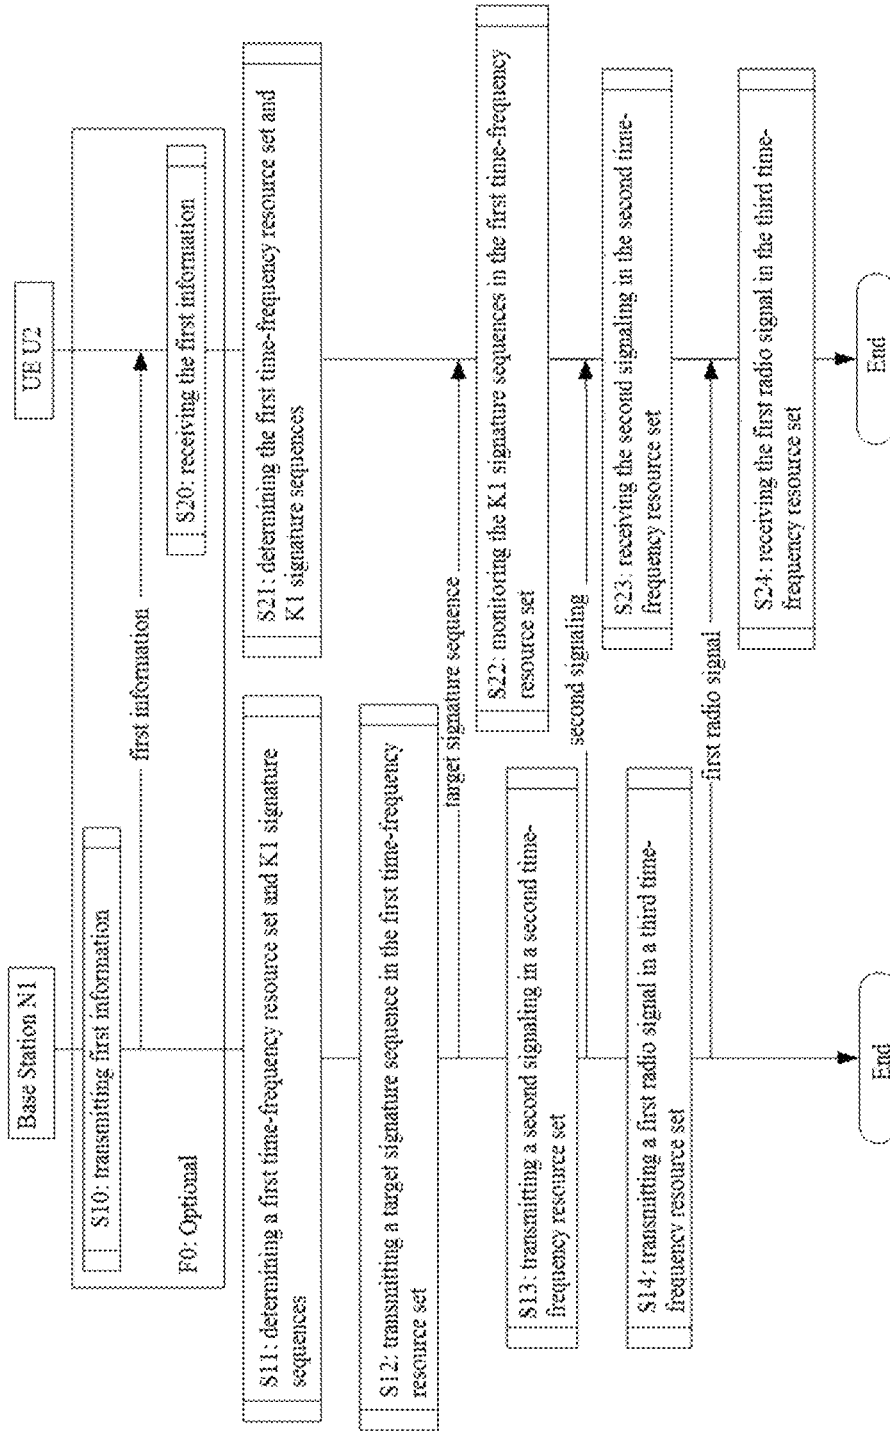 Base Station N1
UE U2
S10: transmitting first information
first information
S20: receiving the first information
F0: Optional
S11: determining a first time-frequency resource set and K1 signature
sequences
S21: determining the first time-frequency resource set and
K1 signature sequences
S12: transmitting a target signature sequence in the first time-frequency
resource set
target signature sequence
S22: monitoring the K1 signature sequences in the first time-frequency
resource set
S13: transmitting a second signaling in a second time-
frequency resource set
second signaling
S23: receiving the second signaling in the second time-
frequency resource set
S14: transmitting a first radio signal in a third time-
frequency resource set
first radio signal
S24: receiving the first radio signal in the third time-
frequency resource set
End
End